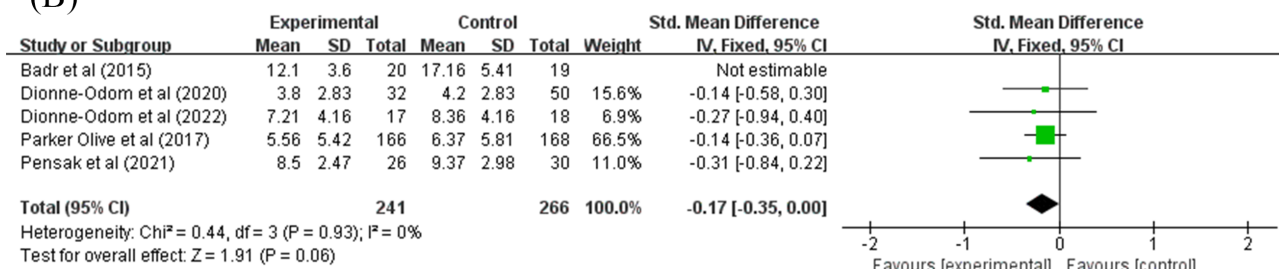 (B)
Experimental Control Std. Mean Difference Std. Mean Difference
Study or Subgroup Mean SD Total Mean SD Total Weight IV, Fixed, 95% CI IV, Fixed, 95% CI
Badr et al (2015) 12.1 3.6 20 17.16 5.41 19 Not estimable
Dionne-Odom et al (2020) 3.8 2.83 32 4.2 2.83 50 15.6% -0.14 [-0.58, 0.30]
Dionne-Odom et al (2022) 7.21 4.16 17 8.36 4.16 18 6.9% -0.27 [-0.94, 0.40]
Parker Olive et al (2017) 5.56 5.42 166 6.37 5.81 168 66.5% -0.14 [-0.36, 0.07]
Pensak et al (2021) 8.5 2.47 26 9.37 2.98 30 11.0% -0.31 [-0.84, 0.22]
Total (95% CI) 241 266 100.0% -0.17 [-0.35, 0.00]
Heterogeneity: Chi² = 0.44, df = 3 (P = 0.93); I² = 0%
Test for overall effect: Z = 1.91 (P = 0.06)
-2 -1 0 1 2
Favours [experimental] Favours [control]